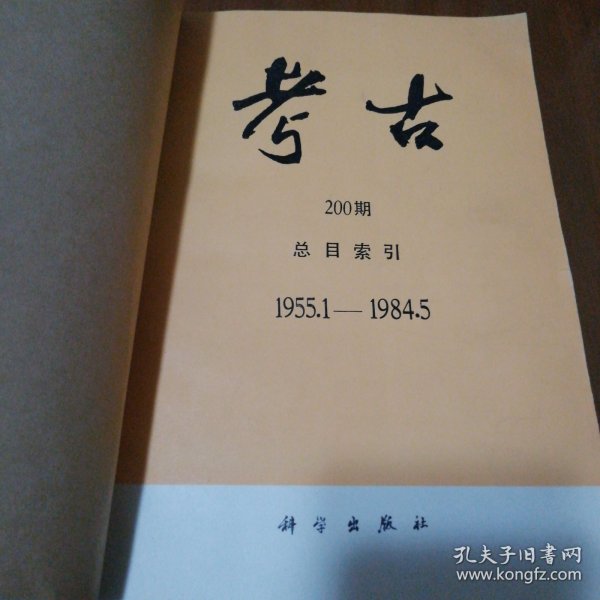 考古
200期
总目索引
1955.1—1984.5
科学出版社
孔夫子旧书网
www.kongfz.com